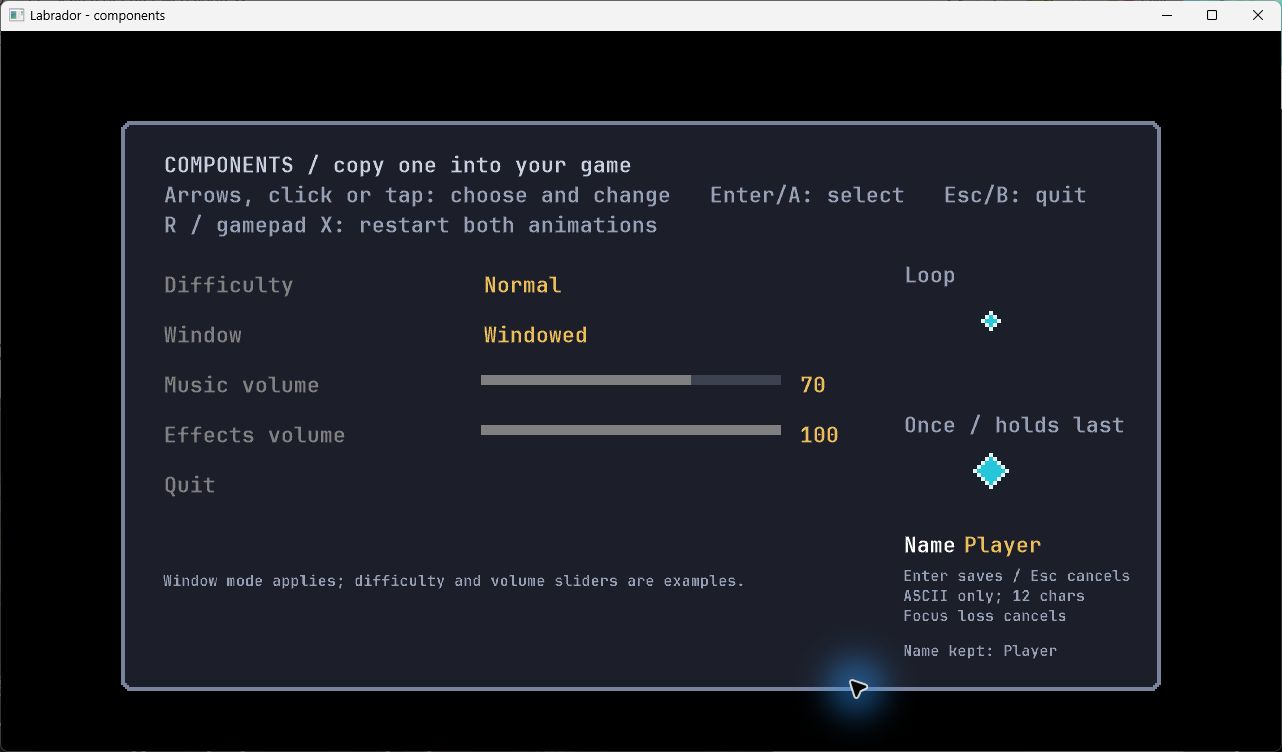 Labrador - components
COMPONENTS / copy one into your game
Arrows, click or tap: choose and change   Enter/A: select   Esc/B: quit
R / gamepad X: restart both animations
Difficulty   Normal
Window   Windowed
Music volume   70
Effects volume   100
Quit
Window mode applies; difficulty and volume sliders are examples.
Loop
Once / holds last
Name Player
Enter saves / Esc cancels
ASCII only; 12 chars
Focus loss cancels
Name kept: Player